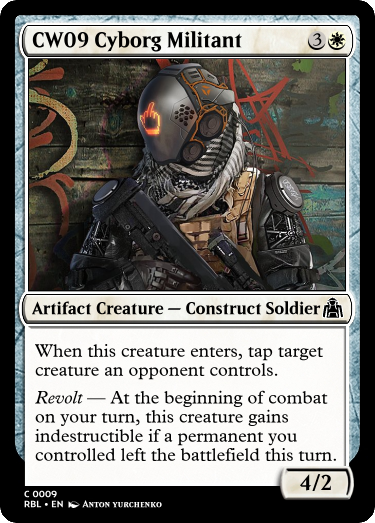 CW09 Cyborg Militant 3
Artifact Creature — Construct Soldier
When this creature enters, tap target
creature an opponent controls.
Revolt — At the beginning of combat
on your turn, this creature gains
indestructible if a permanent you
controlled left the battlefield this turn.
4/2
C 0009
RBL • EN Anton Yurchenko